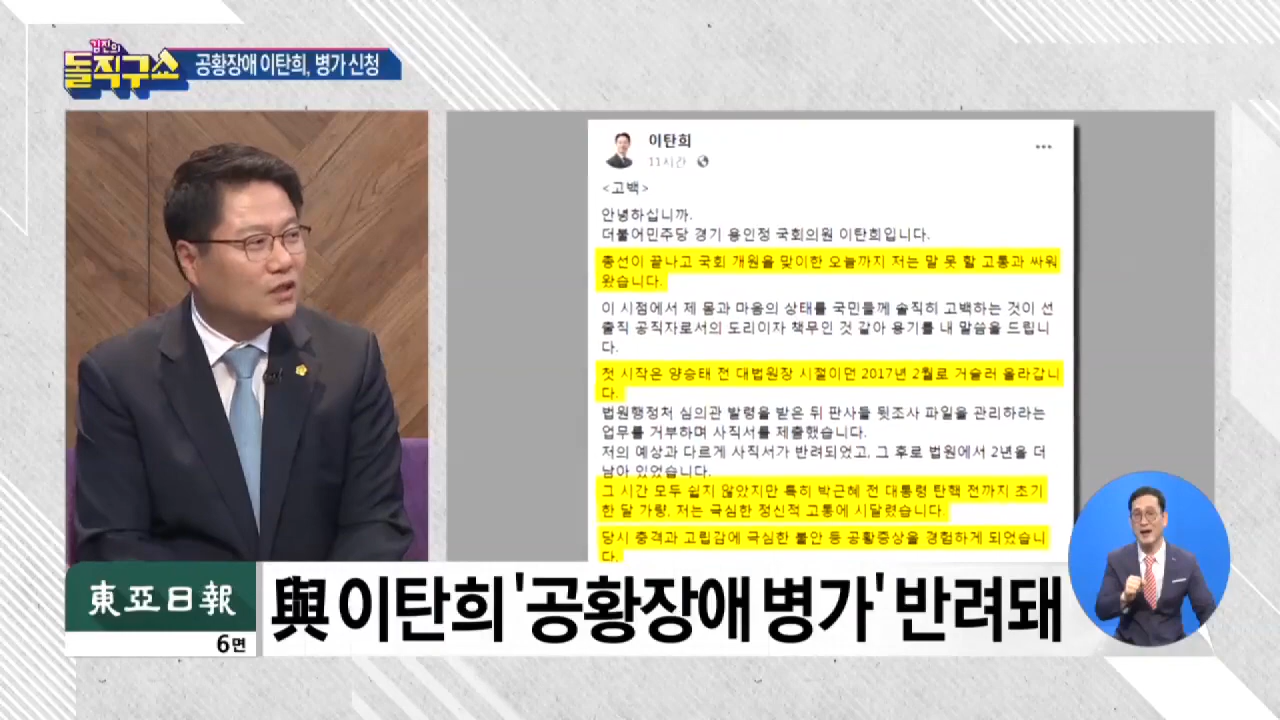 김진의
돌직구쇼
공황장애 이탄희, 병가 신청
이탄희
11시간
<고백>
안녕하십니까.
더불어민주당 경기 용인정 국회의원 이탄희입니다.
총선이 끝나고 국회 개원을 맞이한 오늘까지 저는 말 못 할 고통과 싸워
왔습니다.
이 시점에서 제 몸과 마음의 상태를 국민들께 솔직히 고백하는 것이 선
출직 공직자로서의 도리이자 책무인 것 같아 용기를 내 말씀을 드립니
다.
첫 시작은 양승태 전 대법원장 시절이던 2017년 2월로 거슬러 올라갑니
다.
법원행정처 심의관 발령을 받은 뒤 판사들 뒷조사 파일을 관리하라는
업무를 거부하며 사직서를 제출했습니다.
저의 예상과 다르게 사직서가 반려되었고, 그 후로 법원에서 2년을 더
남아 있었습니다.
그 시간 모두 쉽지 않았지만 특히 박근혜 전 대통령 탄핵 전까지 초기
한 달 가량, 저는 극심한 정신적 고통에 시달렸습니다.
당시 충격과 고립감에 극심한 불안 등 공황증상을 경험하게 되었습니
다.
東亞日報
6면
與 이탄희 '공황장애 병가' 반려돼